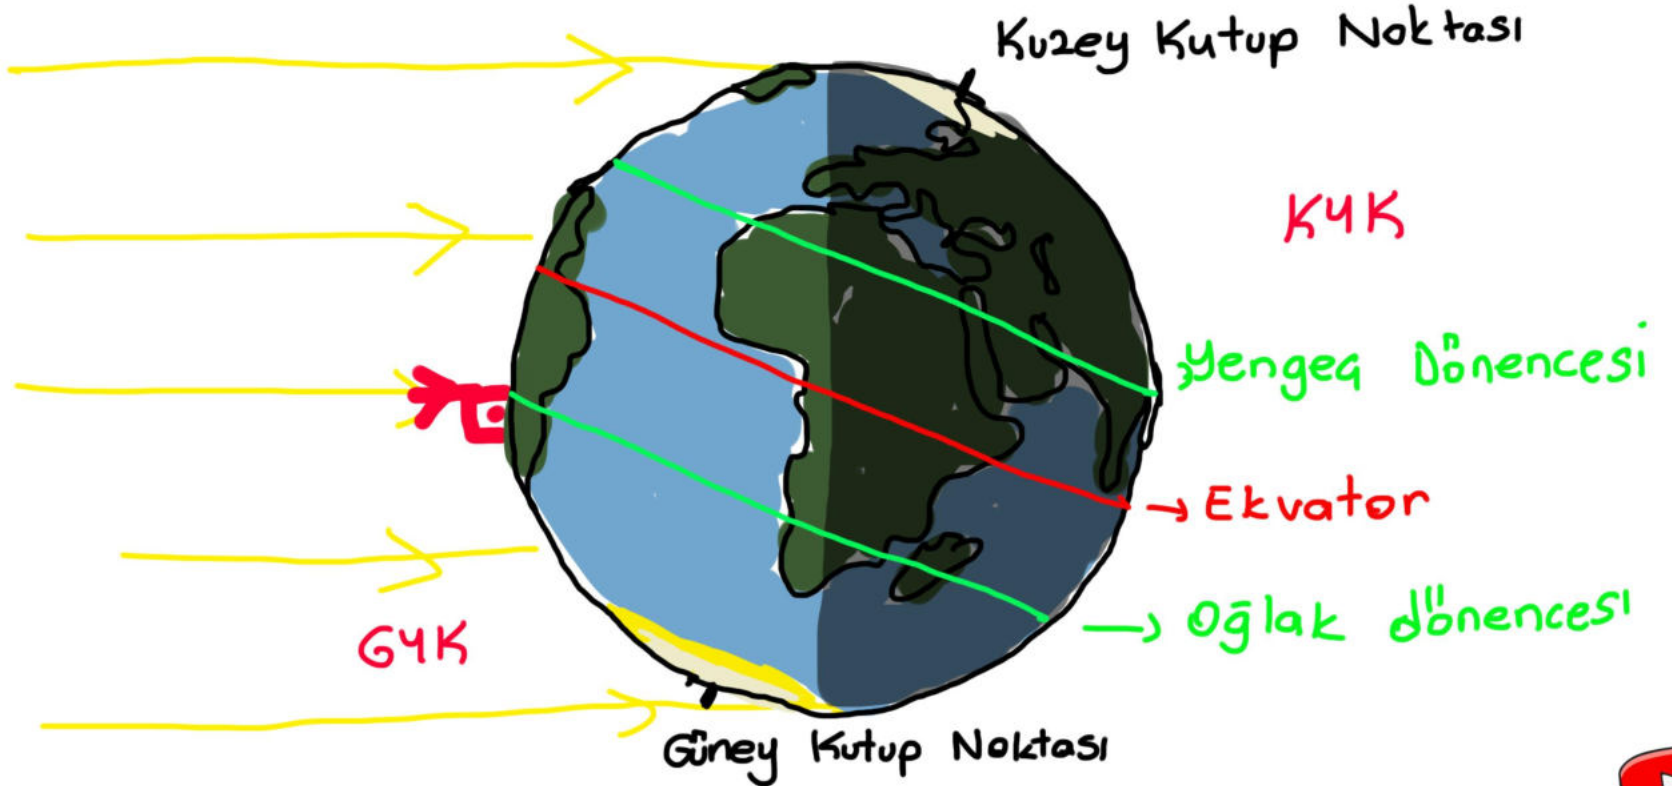 Kuzey Kutup Noktası
KYK
Yengeç Dönencesi
Ekvator
Oğlak dönencesi
GYK
Güney Kutup Noktası